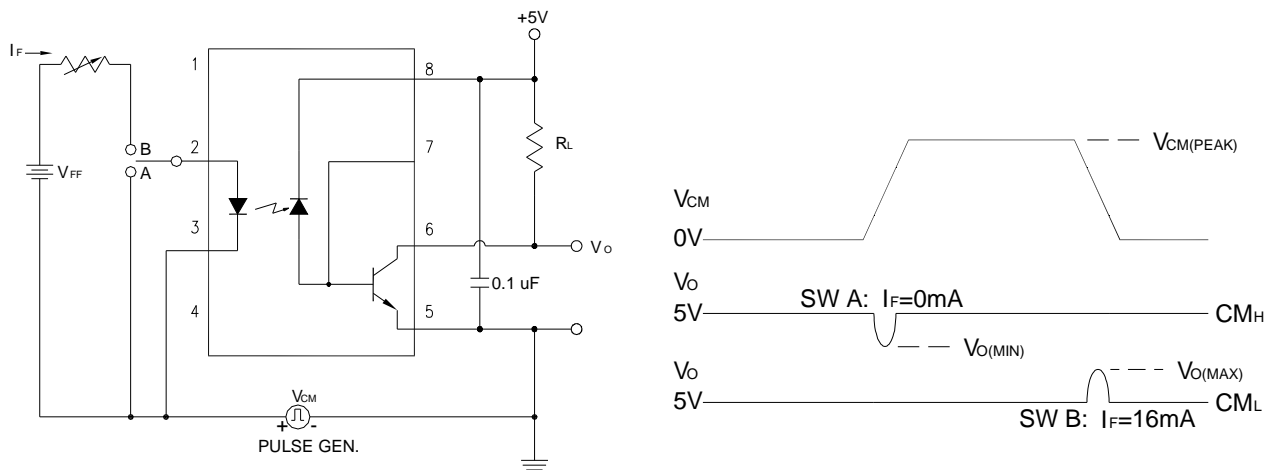 +5V
IF
1
8
B
2
7
RL
VFF
A
VCM(PEAK)
3
6
VO
VCM
0V
0.1 uF
4
5
VO
SW A: IF=0mA
5V
CMH
VO(MIN)
VO
VO(MAX)
5V
CML
SW B: IF=16mA
VCM
+ -
PULSE GEN.